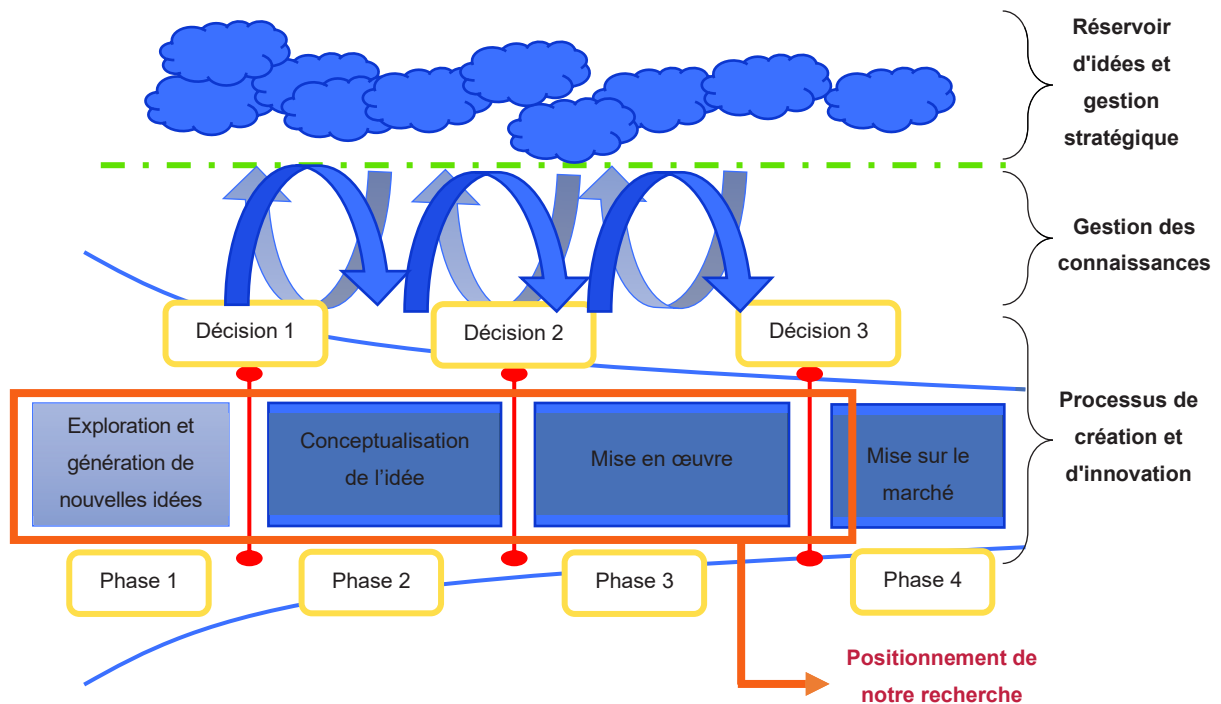 Réservoir
d'idées et
gestion
stratégique
Gestion des
connaissances
Décision 1
Décision 2
Décision 3
Exploration et
génération de
nouvelles idées
Conceptualisation
de l’idée
Mise en œuvre
Mise sur le
marché
Processus de
création et
d'innovation
Phase 1
Phase 2
Phase 3
Phase 4
Positionnement de
notre recherche